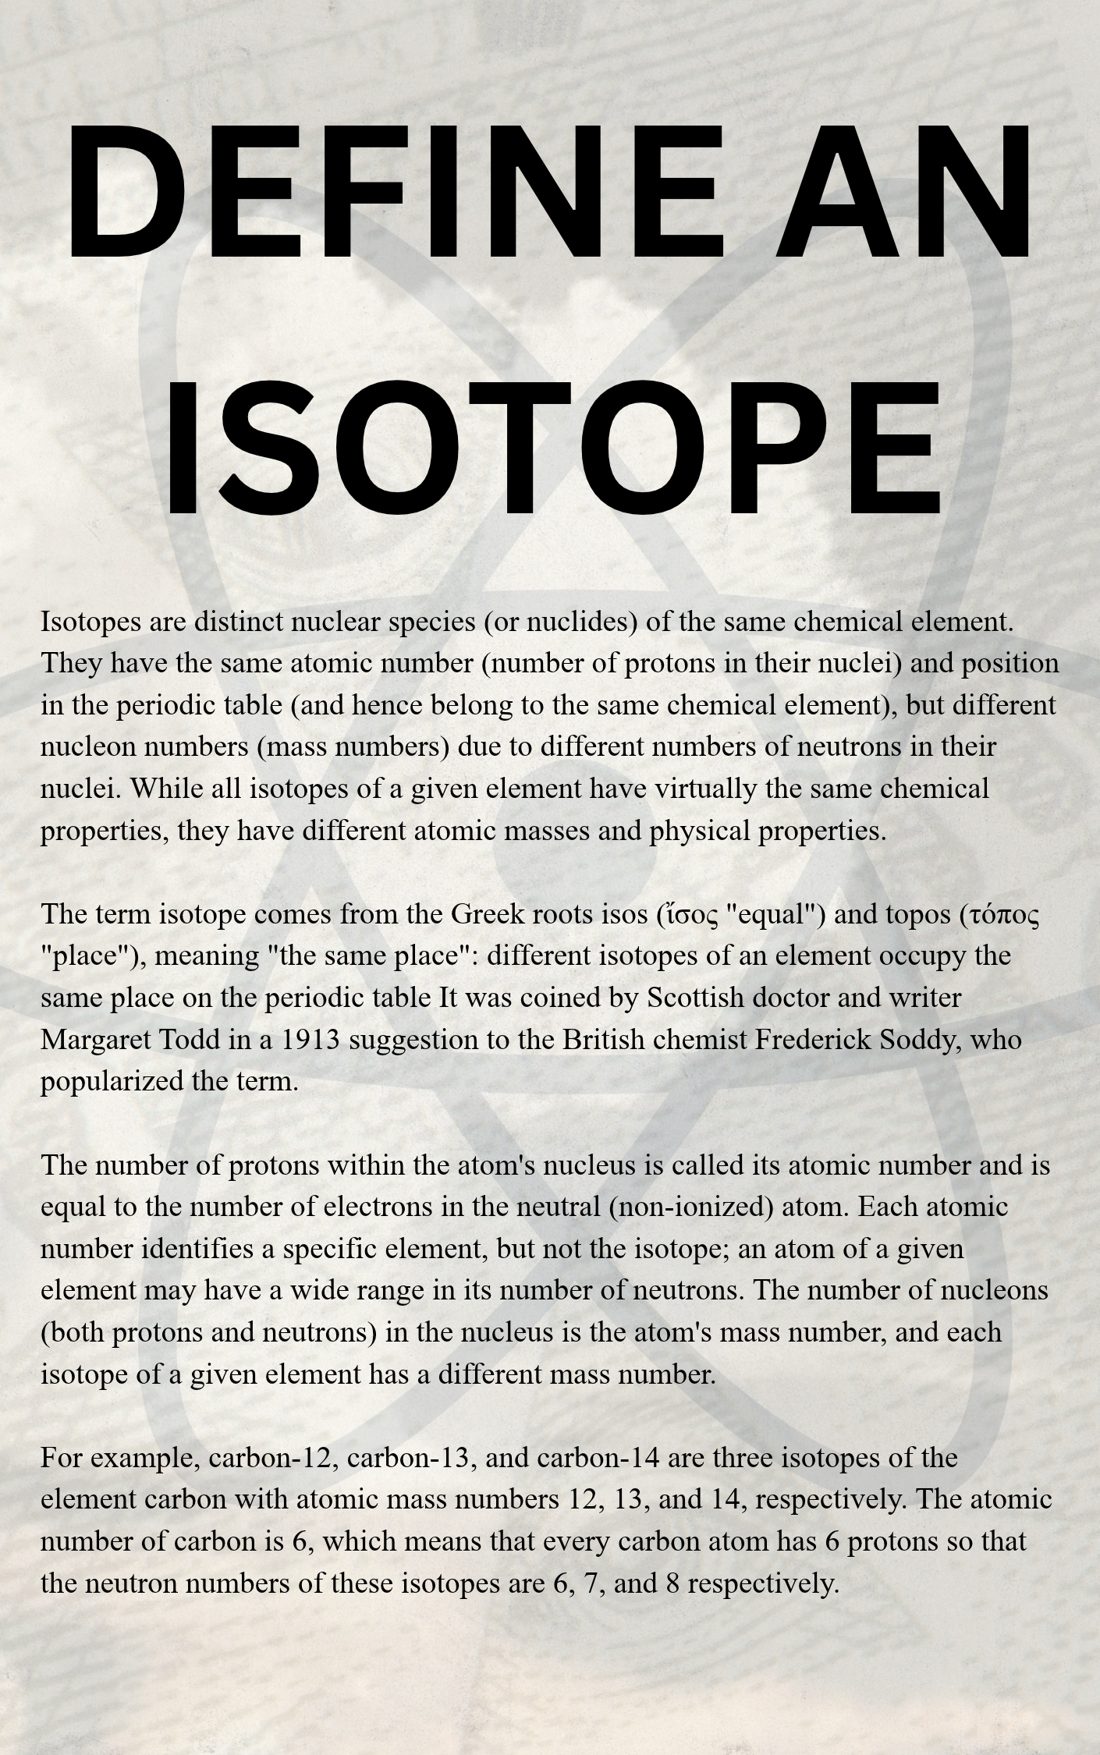 DEFINE AN
ISOTOPE
Isotopes are distinct nuclear species (or nuclides) of the same chemical element.
They have the same atomic number (number of protons in their nuclei) and position
in the periodic table (and hence belong to the same chemical element), but different
nucleon numbers (mass numbers) due to different numbers of neutrons in their
nuclei. While all isotopes of a given element have virtually the same chemical
properties, they have different atomic masses and physical properties.
The term isotope comes from the Greek roots isos (ἴσος "equal") and topos (τόπος
"place"), meaning "the same place": different isotopes of an element occupy the
same place on the periodic table It was coined by Scottish doctor and writer
Margaret Todd in a 1913 suggestion to the British chemist Frederick Soddy, who
popularized the term.
The number of protons within the atom's nucleus is called its atomic number and is
equal to the number of electrons in the neutral (non-ionized) atom. Each atomic
number identifies a specific element, but not the isotope; an atom of a given
element may have a wide range in its number of neutrons. The number of nucleons
(both protons and neutrons) in the nucleus is the atom's mass number, and each
isotope of a given element has a different mass number.
For example, carbon-12, carbon-13, and carbon-14 are three isotopes of the
element carbon with atomic mass numbers 12, 13, and 14, respectively. The atomic
number of carbon is 6, which means that every carbon atom has 6 protons so that
the neutron numbers of these isotopes are 6, 7, and 8 respectively.